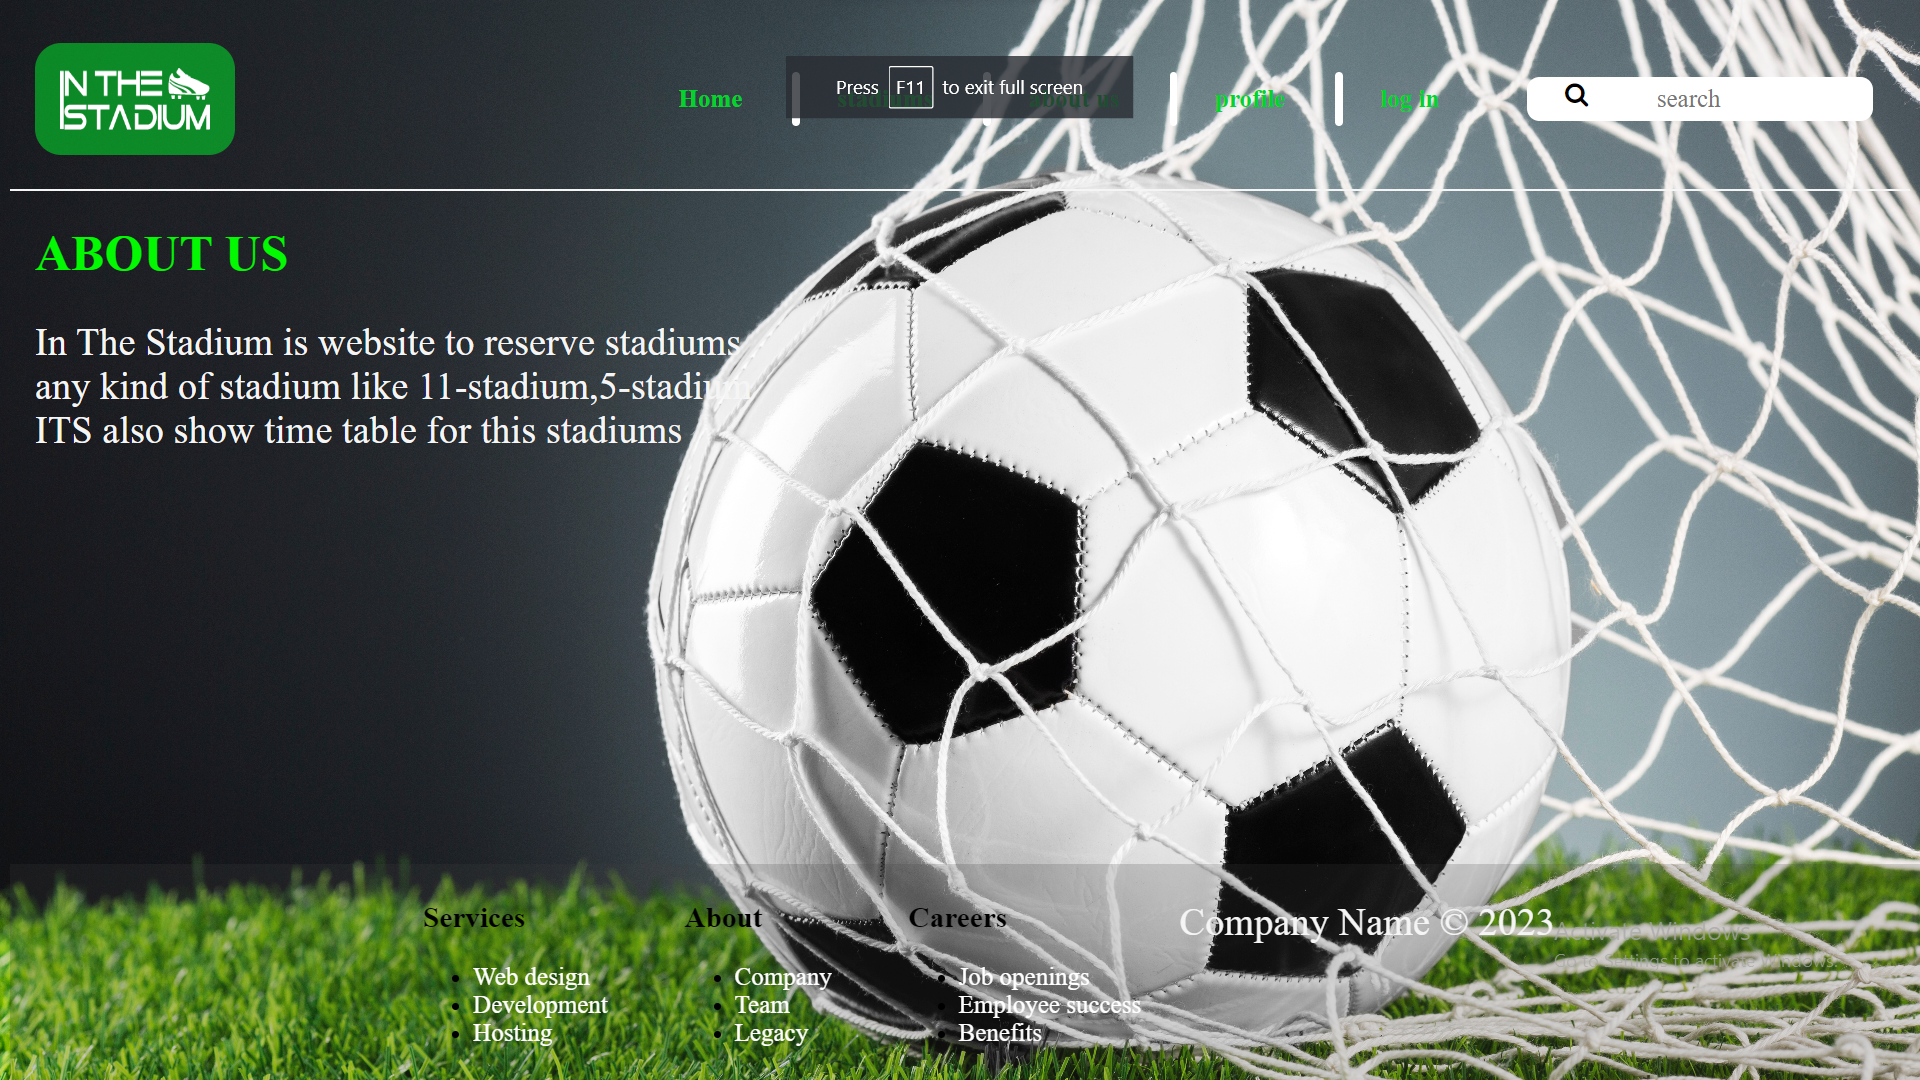 IN THE
STADIUM
Home
stadiums
about us
profile
log in
search
Press F11 to exit full screen
ABOUT US
In The Stadium is website to reserve stadiums
any kind of stadium like 11-stadium,5-stadium
ITS also show time table for this stadiums
Services
Web design
Development
Hosting
About
Company
Team
Legacy
Careers
Job openings
Employee success
Benefits
Company Name © 2023
Activate Windows
Go to Settings to activate Windows.